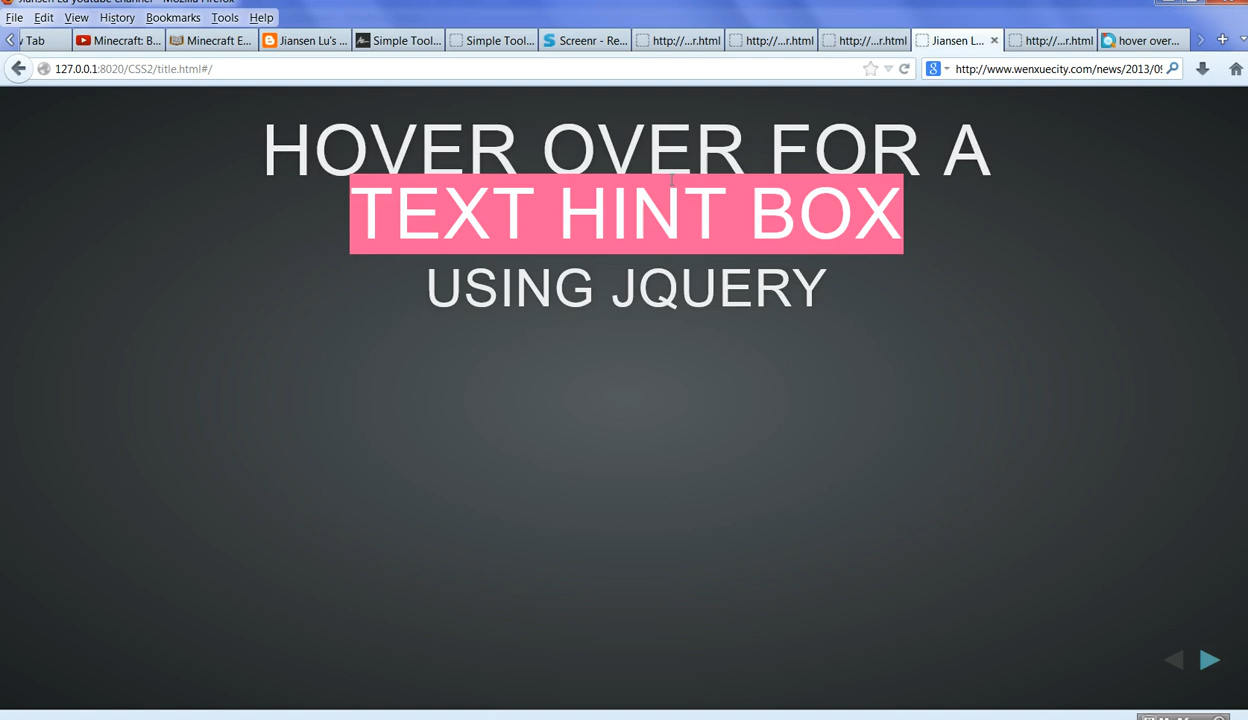 File Edit View History Bookmarks Tools Help
Tab Minecraft: B... Minecraft E... Jiansen Lu's ... Simple Tool... Simple Tool... Screenr - Re... http://...r.html http://...r.html http://...r.html Jiansen L... http://...r.html hover over...
127.0.0.1:8020/CSS2/title.html#/ http://www.wenxuecity.com/news/2013/09
HOVER OVER FOR A
TEXT HINT BOX
USING JQUERY